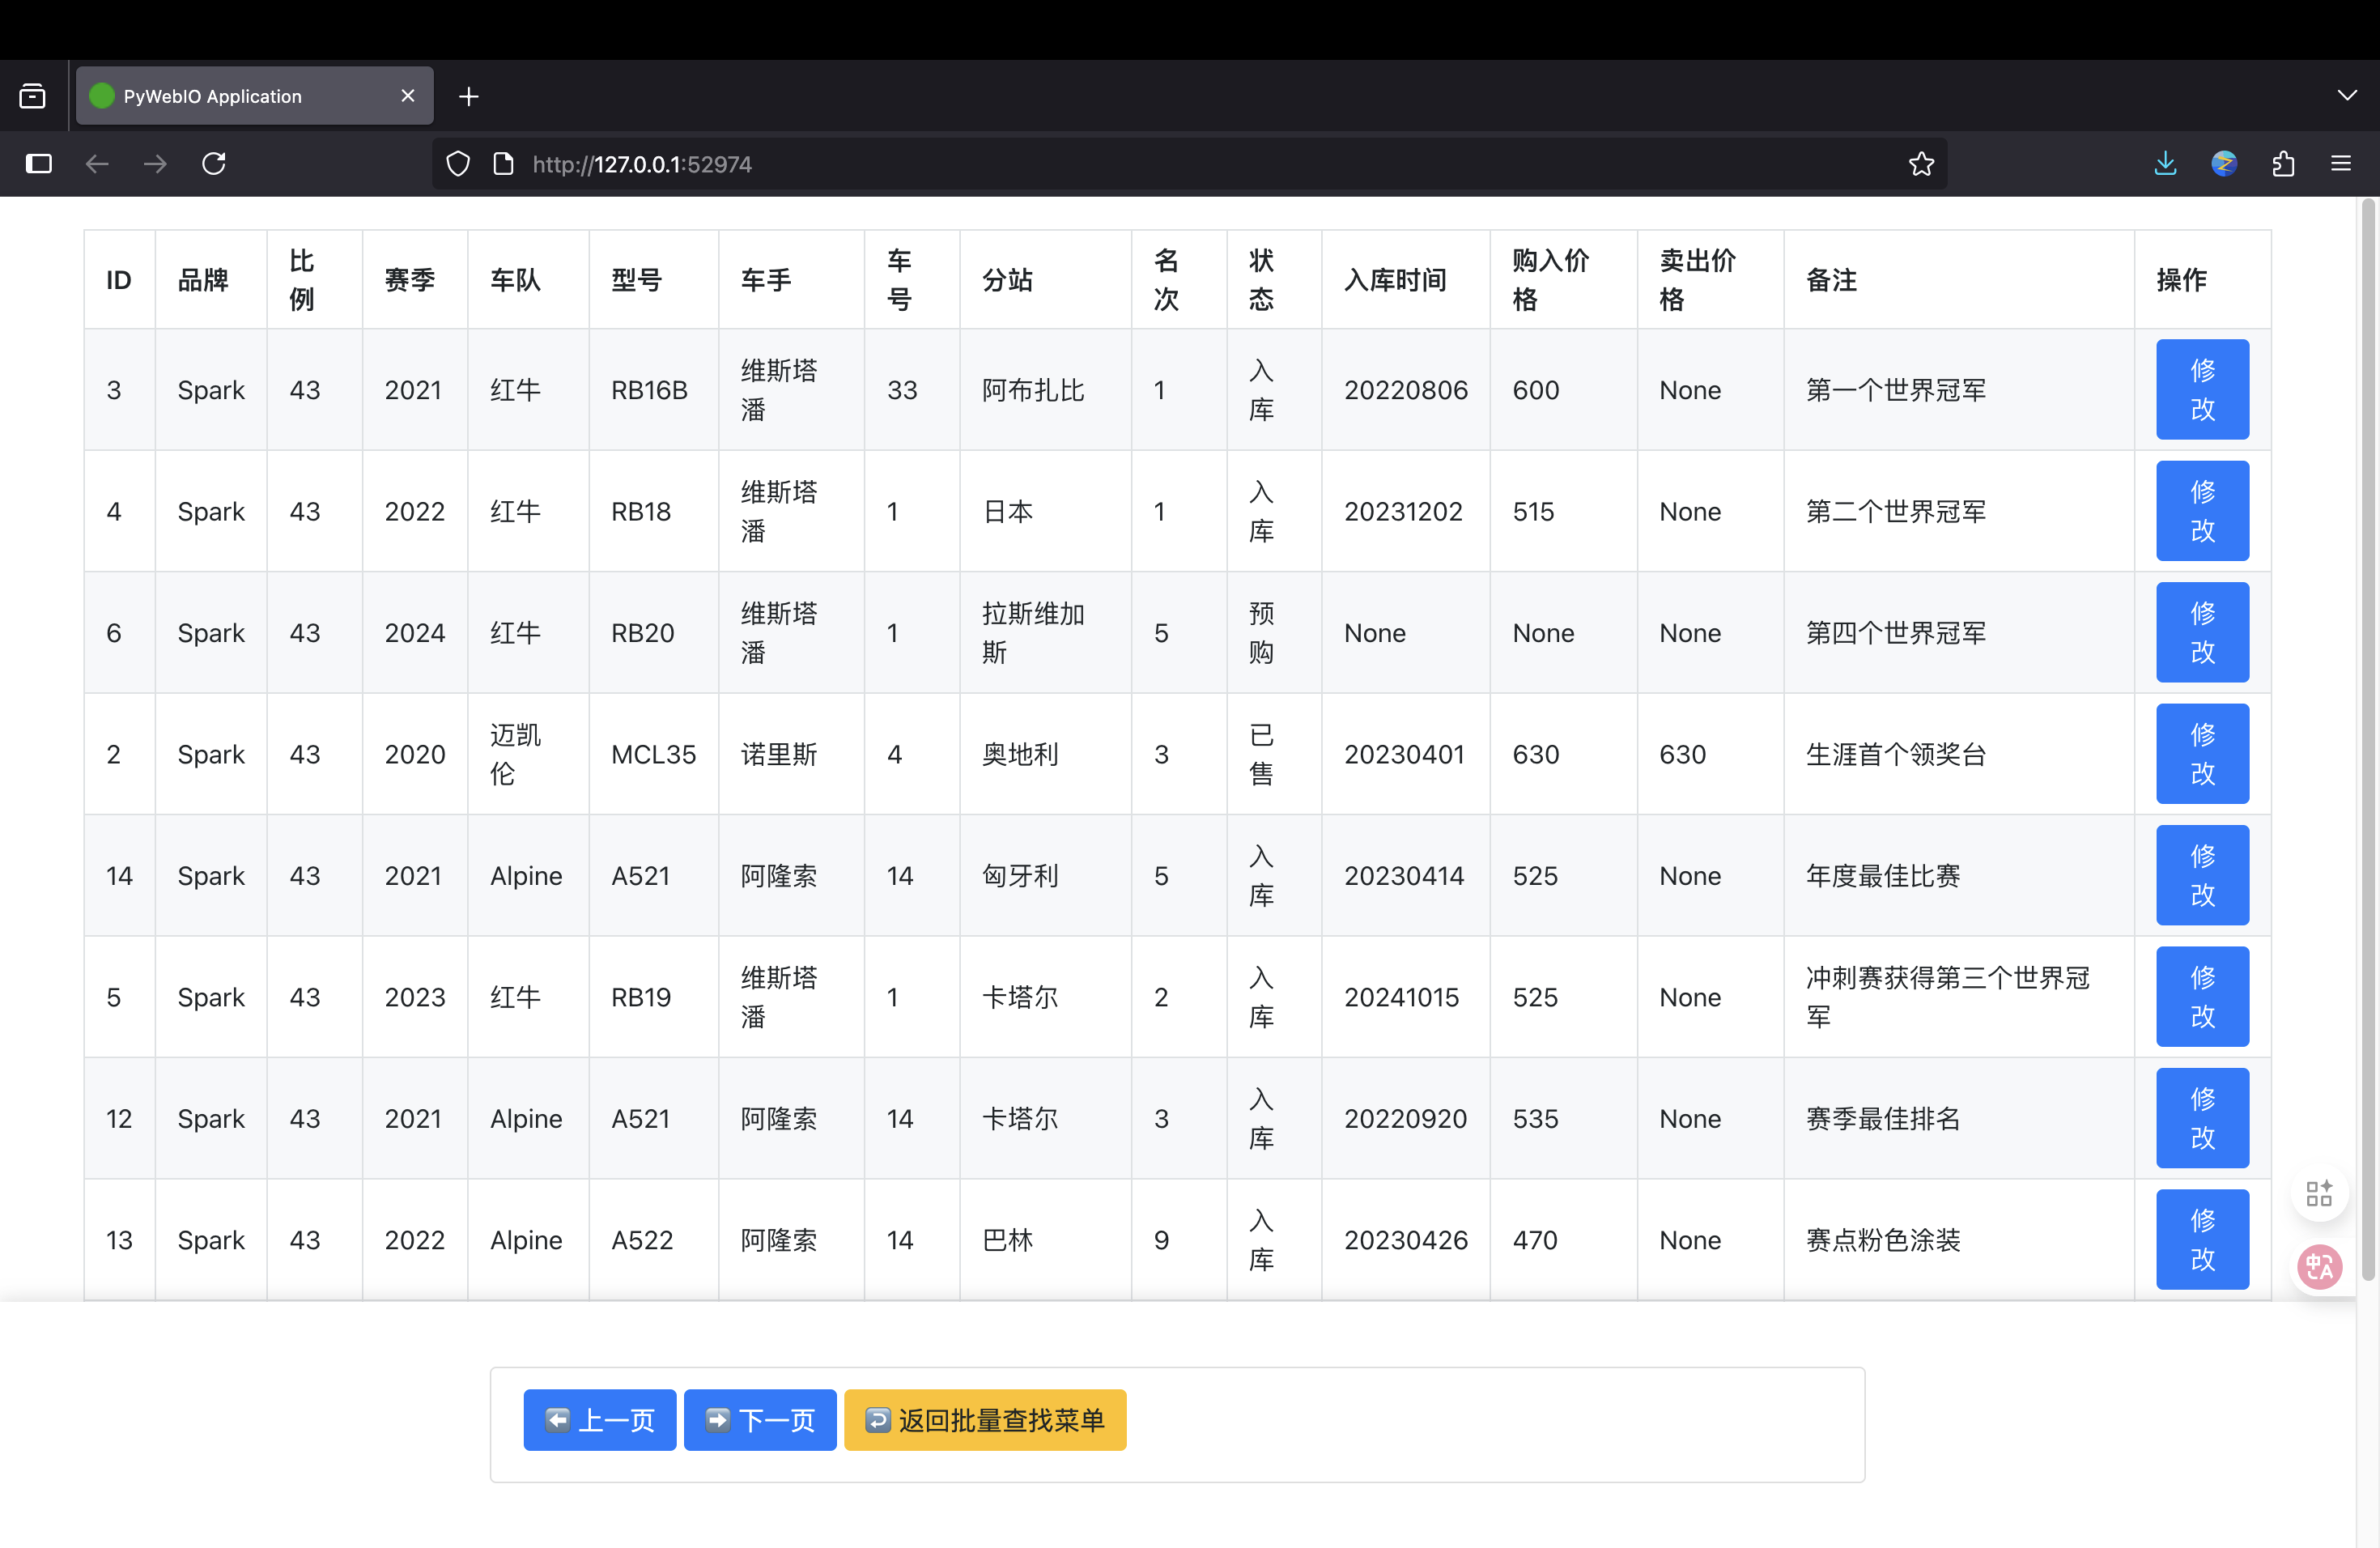 PyWebIO Application
http://127.0.0.1:52974
ID 品牌 比例 赛季 车队 型号 车手 车号 分站 名次 状态 入库时间 购入价格 卖出价格 备注 操作
3 Spark 43 2021 红牛 RB16B 维斯塔潘 33 阿布扎比 1 入库 20220806 600 None 第一个世界冠军 修改
4 Spark 43 2022 红牛 RB18 维斯塔潘 1 日本 1 入库 20231202 515 None 第二个世界冠军 修改
6 Spark 43 2024 红牛 RB20 维斯塔潘 1 拉斯维加斯 5 预购 None None None 第四个世界冠军 修改
2 Spark 43 2020 迈凯伦 MCL35 诺里斯 4 奥地利 3 已售 20230401 630 630 生涯首个领奖台 修改
14 Spark 43 2021 Alpine A521 阿隆索 14 匈牙利 5 入库 20230414 525 None 年度最佳比赛 修改
5 Spark 43 2023 红牛 RB19 维斯塔潘 1 卡塔尔 2 入库 20241015 525 None 冲刺赛获得第三个世界冠军 修改
12 Spark 43 2021 Alpine A521 阿隆索 14 卡塔尔 3 入库 20220920 535 None 赛季最佳排名 修改
13 Spark 43 2022 Alpine A522 阿隆索 14 巴林 9 入库 20230426 470 None 赛点粉色涂装 修改
上一页 下一页 返回批量查找菜单